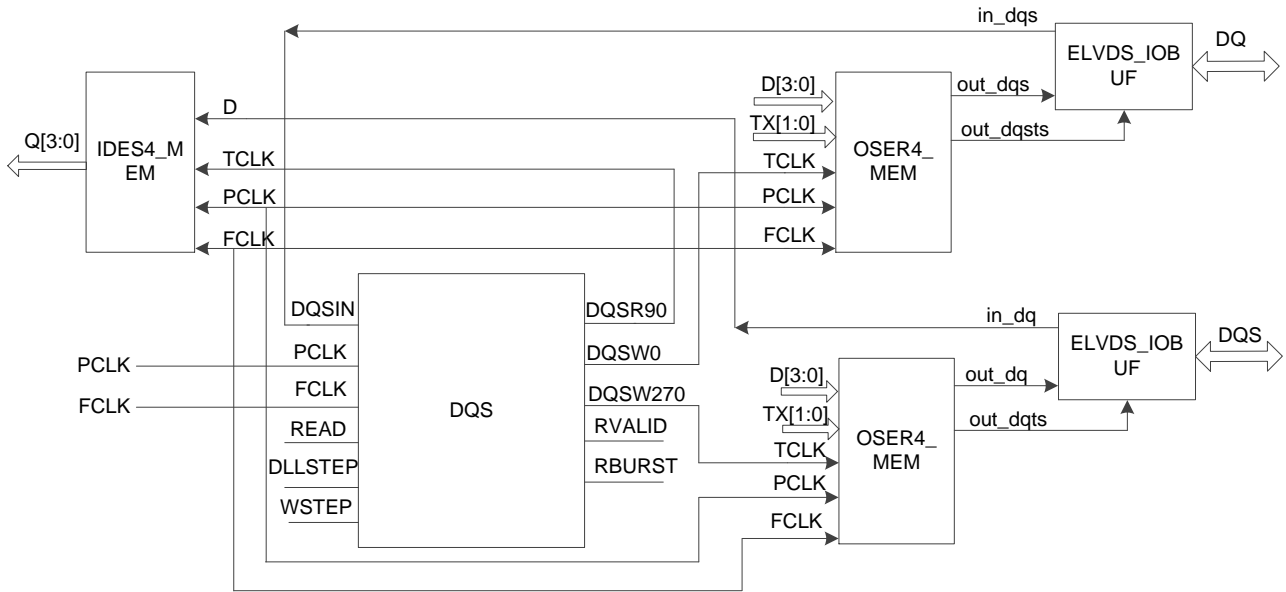 in_dqs
ELVDS_IOB
UF
DQ
D[3:0]
out_dqs
D
TX[1:0]
out_dqsts
Q[3:0]
IDES4_M
EM
OSER4_
MEM
TCLK
TCLK
PCLK
PCLK
FCLK
FCLK
DQSIN
DQSR90
in_dq
ELVDS_IOB
UF
DQS
PCLK
PCLK
DQSW0
D[3:0]
out_dq
FCLK
FCLK
DQS
DQSW270
TX[1:0]
out_dqts
READ
RVALID
OSER4_
MEM
TCLK
DLLSTEP
RBURST
PCLK
WSTEP
FCLK